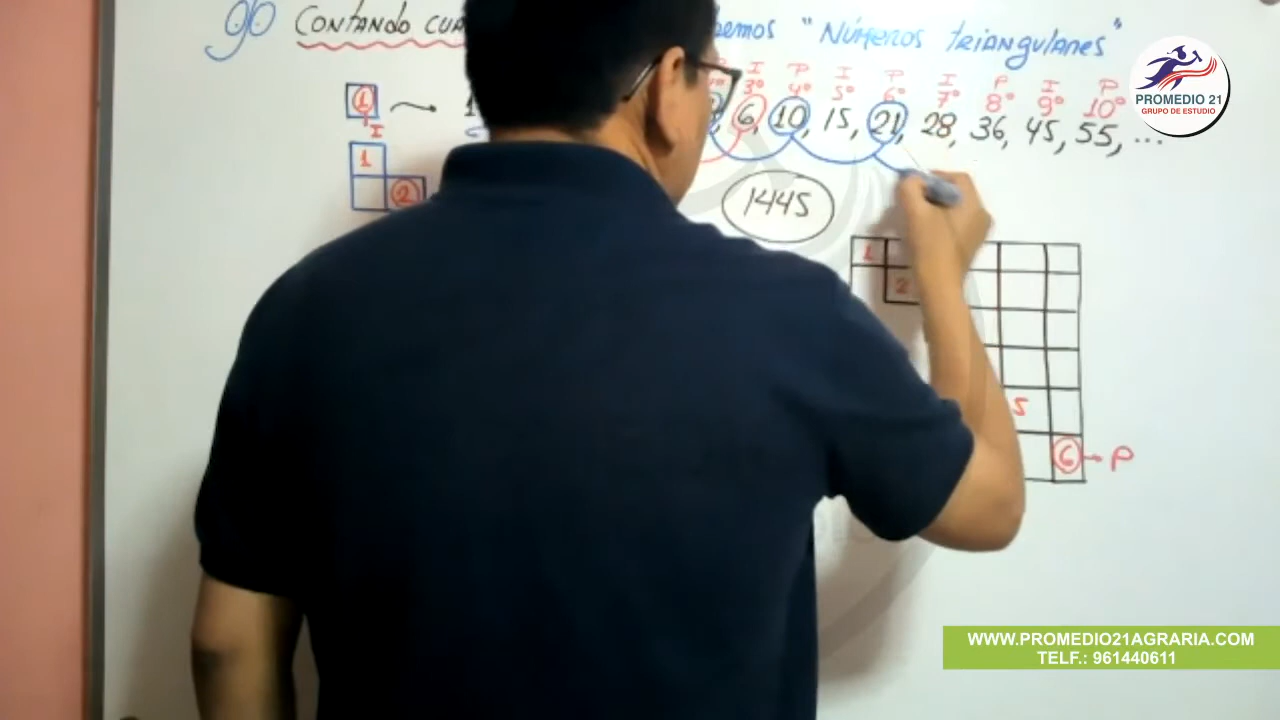 90 CONTANDO "NÚMEROS TRIANGULARES"
I P I P I P I P
3° 4° 5° 6° 7° 8° 9° 10°
1 6, 10, 15, 21, 28, 36, 45, 55, ...
I
1
2
1445
1
2
5
6 → P
PROMEDIO 21
GRUPO DE ESTUDIO
WWW.PROMEDIO21AGRARIA.COM
TELF.: 961440611